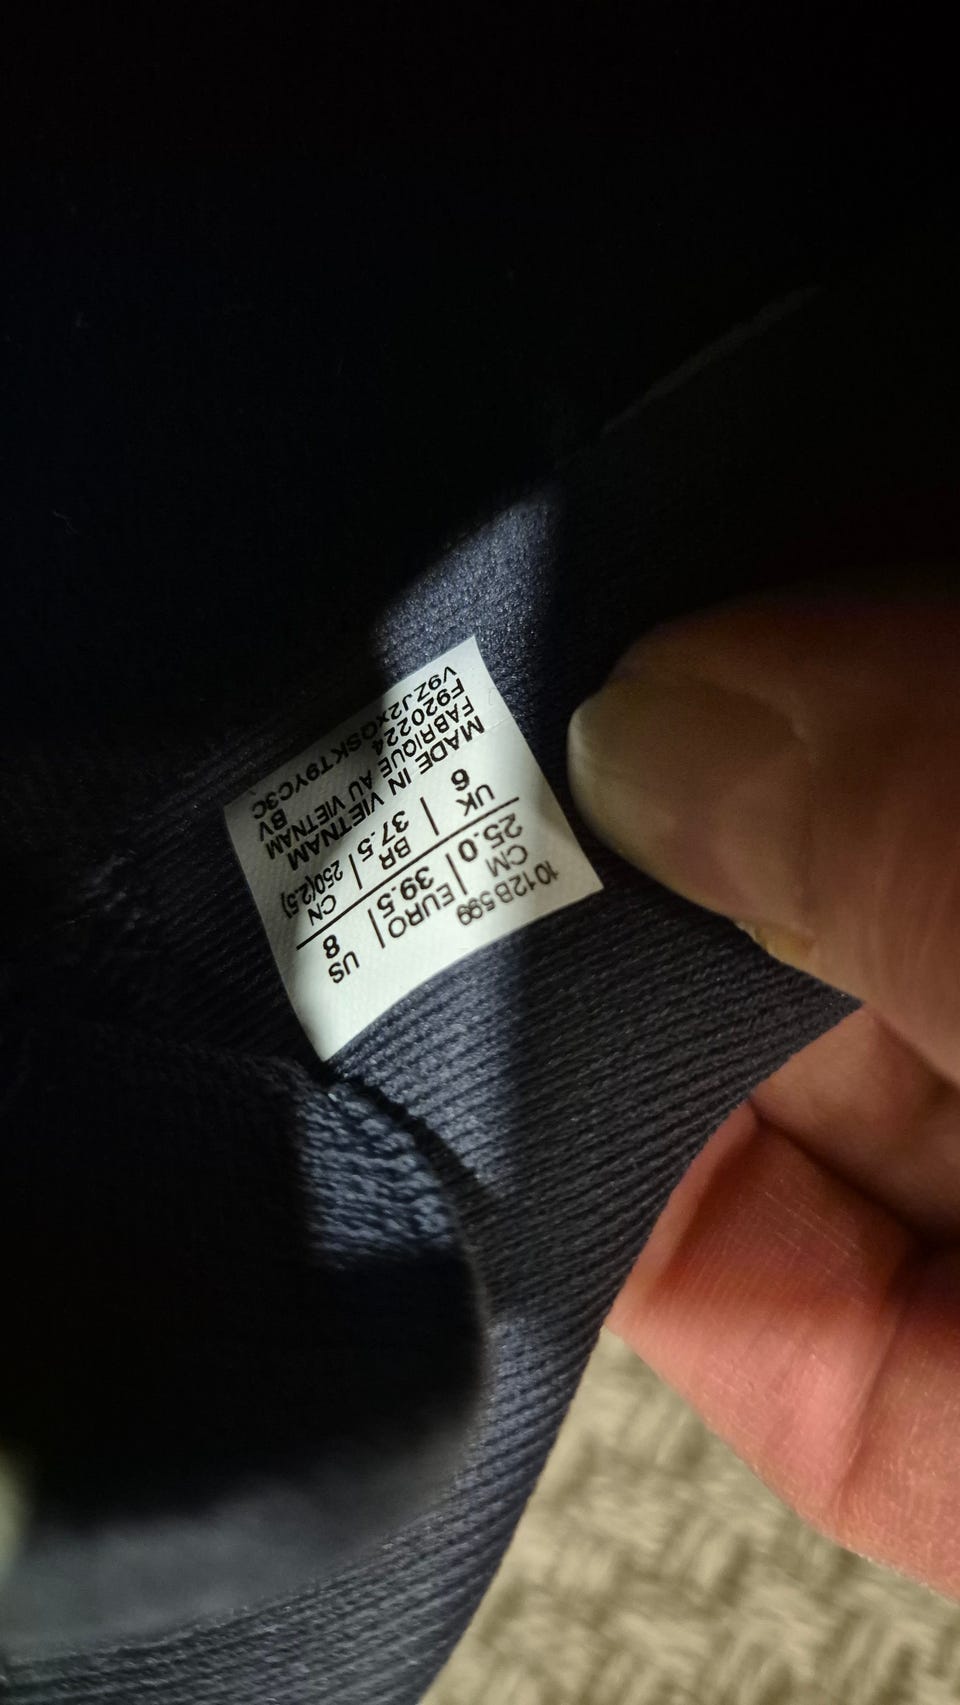 1012B599
US EURO CM
8 39.5 25.0
CN BR UK
250(2.5) 37.5 6
MADE IN VIETNAM
FABRIQUE AU VIETNAM
F920224 BV
V9ZJ2xQSKT9YC3C